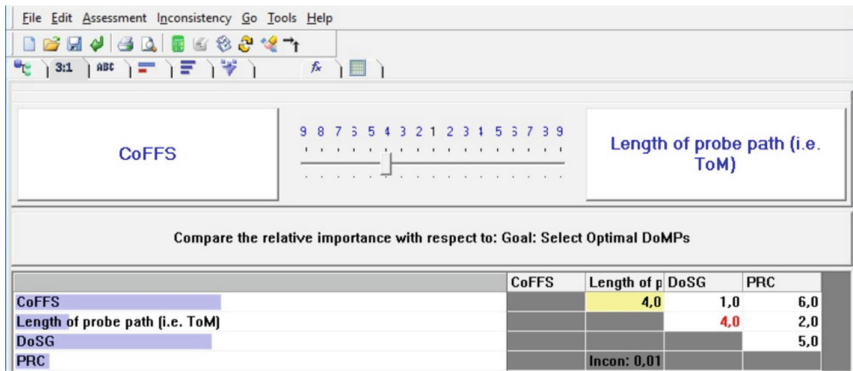 File Edit Assessment Inconsistency Go Tools Help
3:1 ABC fx
9 8 7 6 5 4 3 2 1 2 3 4 5 6 7 8 9
CoFFS
Length of probe path (i.e.
ToM)
Compare the relative importance with respect to: Goal: Select Optimal DoMPs
CoFFS Length of p DoSG PRC
CoFFS 4,0 1,0 6,0
Length of probe path (i.e. ToM) 4,0 2,0
DoSG 5,0
PRC Incon: 0,01